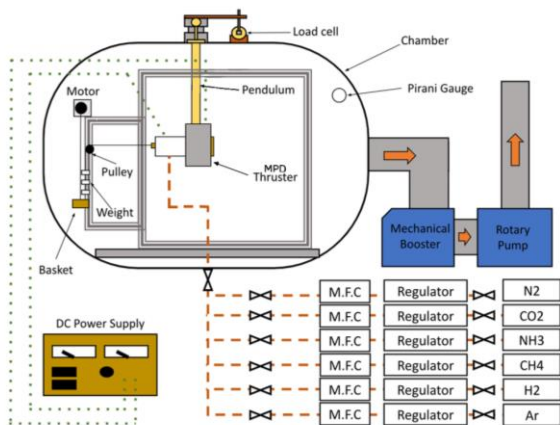 Load cell
Chamber
Motor
Pendulum
Pirani Gauge
Pulley
MPD
Thruster
Weight
Basket
Mechanical
Booster
Rotary
Pump
DC Power Supply
M.F.C Regulator N2
M.F.C Regulator CO2
M.F.C Regulator NH3
M.F.C Regulator CH4
M.F.C Regulator H2
M.F.C Regulator Ar